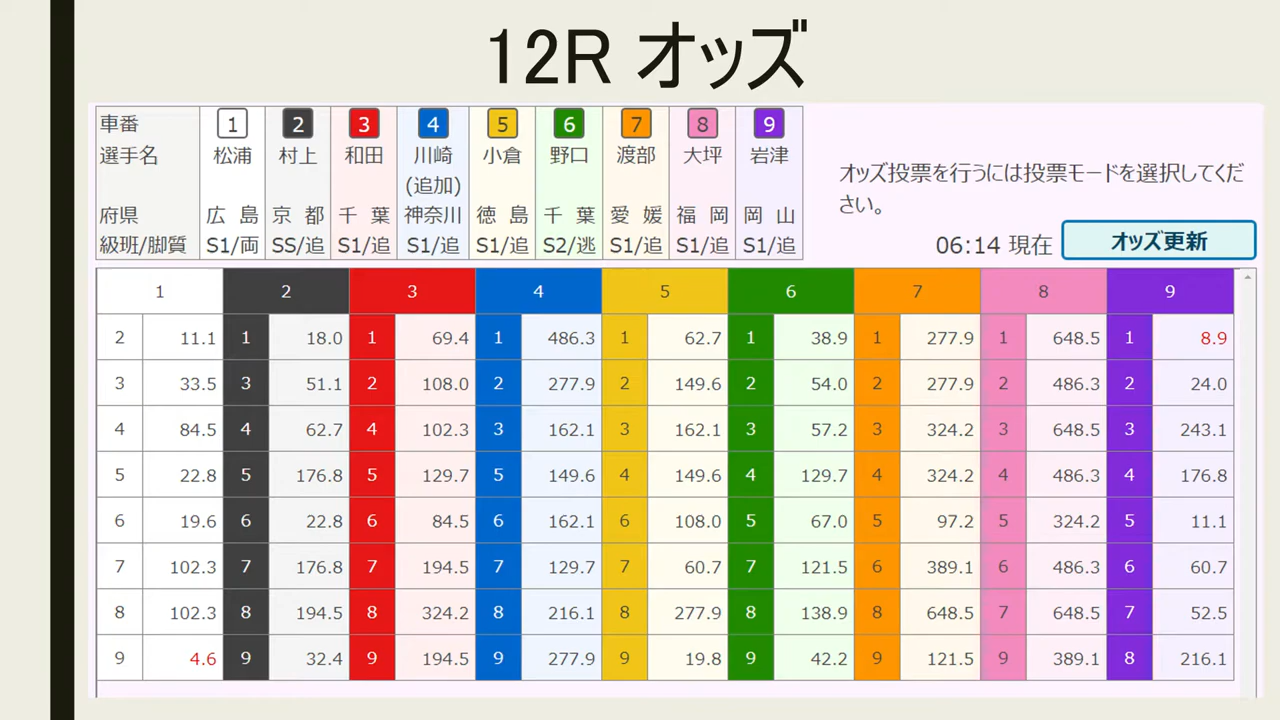 12R オッズ
車番 1 2 3 4 5 6 7 8 9
選手名 松浦 村上 和田 川崎 小倉 野口 渡部 大坪 岩津
(追加)
府県 広島 京都 千葉 神奈川 徳島 千葉 愛媛 福岡 岡山
級班/脚質 S1/両 SS/追 S1/追 S1/追 S1/追 S2/逃 S1/追 S1/追 S1/追
オッズ投票を行うには投票モードを選択してくだ
さい。
06:14 現在 オッズ更新
1 2 3 4 5 6 7 8 9
2 11.1 1 18.0 1 69.4 1 486.3 1 62.7 1 38.9 1 277.9 1 648.5 1 8.9
3 33.5 3 51.1 2 108.0 2 277.9 2 149.6 2 54.0 2 277.9 2 486.3 2 24.0
4 84.5 4 62.7 4 102.3 3 162.1 3 162.1 3 57.2 3 324.2 3 648.5 3 243.1
5 22.8 5 176.8 5 129.7 5 149.6 4 149.6 4 129.7 4 324.2 4 486.3 4 176.8
6 19.6 6 22.8 6 84.5 6 162.1 6 108.0 5 67.0 5 97.2 5 324.2 5 11.1
7 102.3 7 176.8 7 194.5 7 129.7 7 60.7 7 121.5 6 389.1 6 486.3 6 60.7
8 102.3 8 194.5 8 324.2 8 216.1 8 277.9 8 138.9 8 648.5 7 648.5 7 52.5
9 4.6 9 32.4 9 194.5 9 277.9 9 19.8 9 42.2 9 121.5 9 389.1 8 216.1